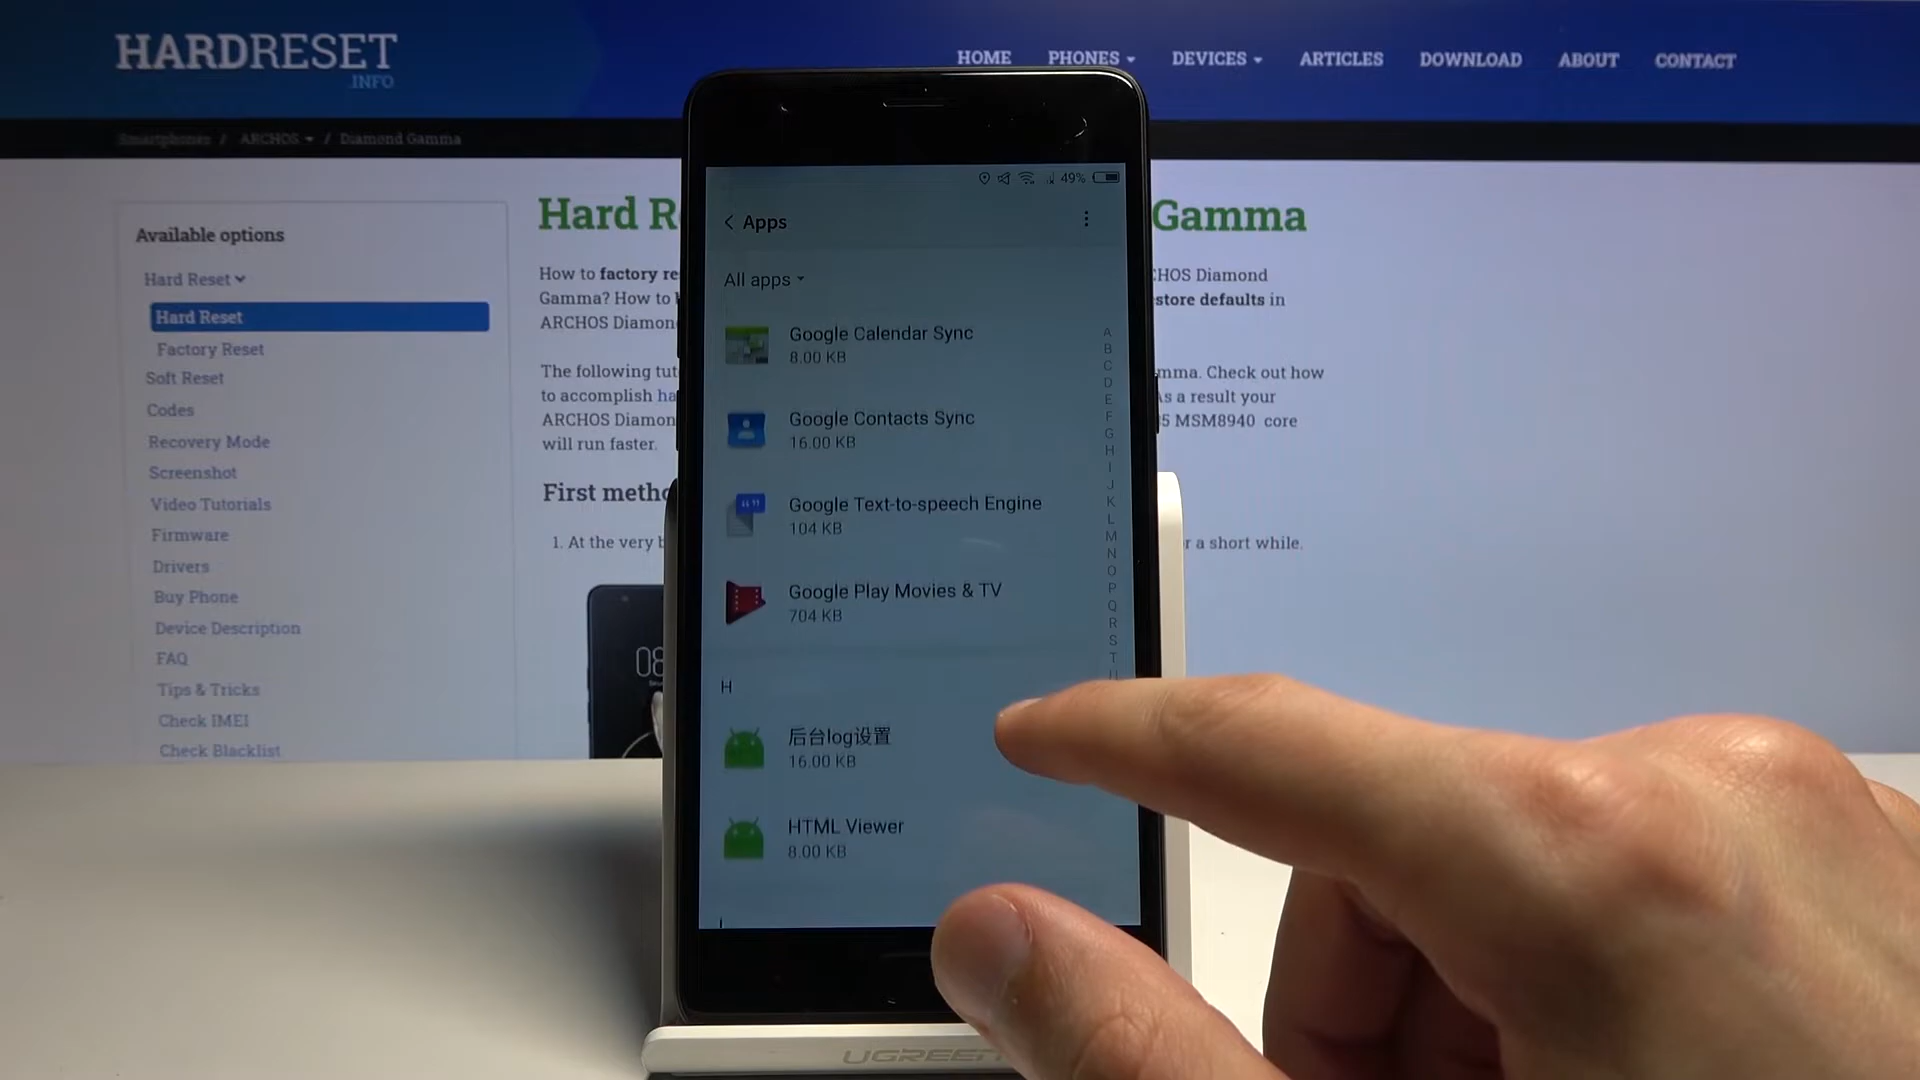 HARDRESET
.INFO
HOME PHONES DEVICES ARTICLES DOWNLOAD ABOUT CONTACT
Smartphones / ARCHOS / Diamond Gamma
Available options
Hard Reset
Hard Reset
Factory Reset
Soft Reset
Codes
Recovery Mode
Screenshot
Video Tutorials
Firmware
Drivers
Buy Phone
Device Description
FAQ
Tips & Tricks
Check IMEI
Check Blacklist
Hard R Gamma
How to factory re HOS Diamond
Gamma? How to store defaults in
ARCHOS Diamon
The following tut mma. Check out how
to accomplish ha As a result your
ARCHOS Diamon 5 MSM8940 core
will run faster.
First metho
1. At the very b r a short while.
08
49%
< Apps
All apps
Google Calendar Sync
8.00 KB
Google Contacts Sync
16.00 KB
Google Text-to-speech Engine
104 KB
Google Play Movies & TV
704 KB
H
后台log设置
16.00 KB
HTML Viewer
8.00 KB
A
B
C
D
E
F
G
H
I
J
K
L
M
N
O
P
Q
R
S
T
UGREEN